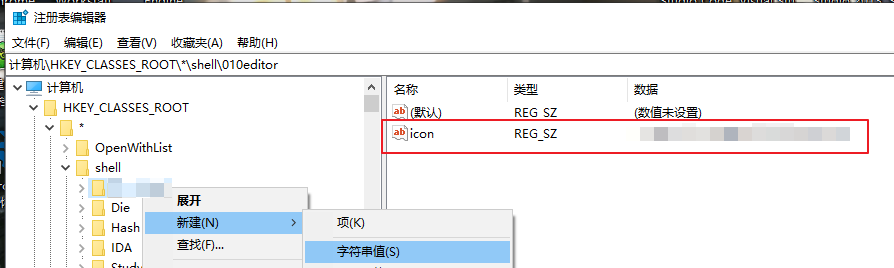 注册表编辑器
文件(F) 编辑(E) 查看(V) 收藏夹(A) 帮助(H)
计算机\HKEY_CLASSES_ROOT\*\shell\010editor
计算机
HKEY_CLASSES_ROOT
*
OpenWithList
shell
Die
Hash
IDA
展开
新建(N)
查找(F)...
项(K)
字符串值(S)
名称 类型 数据
(默认) REG_SZ (数值未设置)
icon REG_SZ